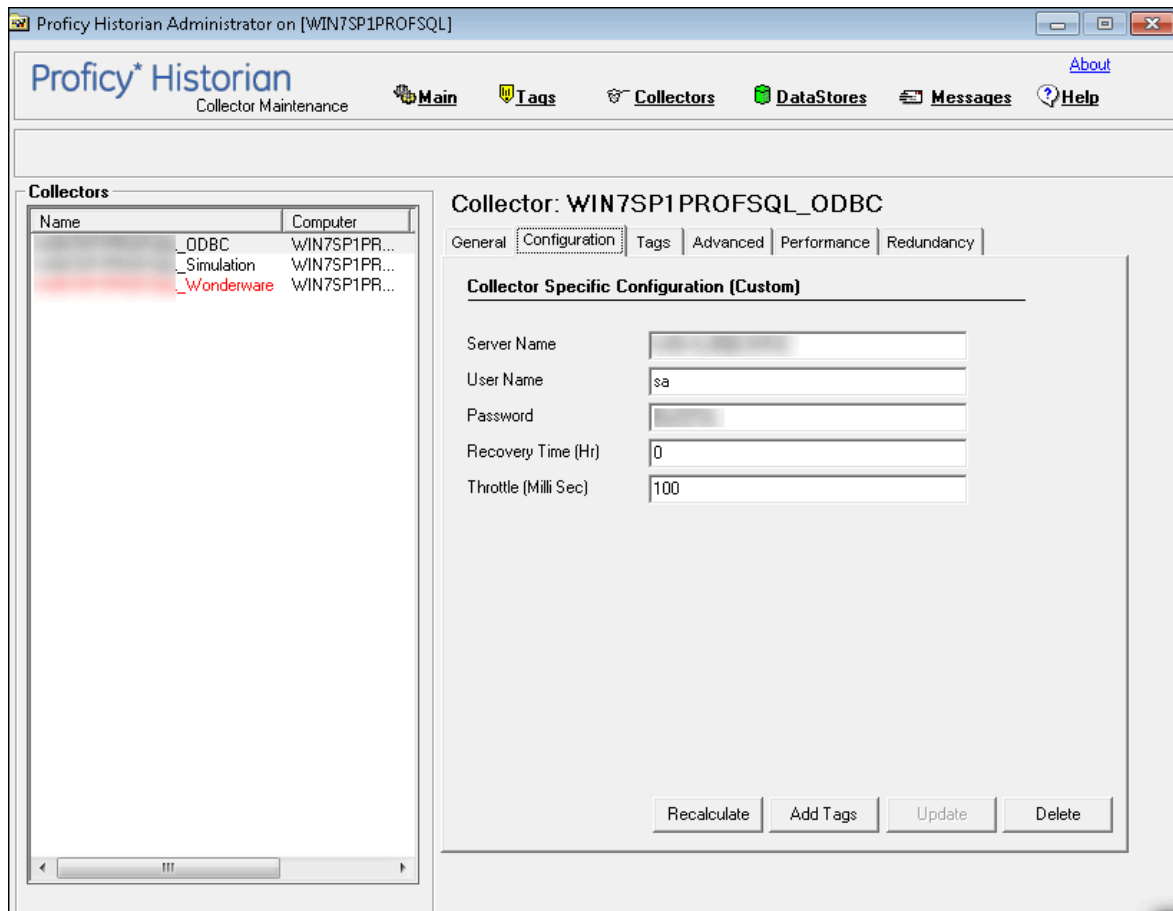 Proficy Historian Administrator on [WIN7SP1PROFSQL]
About
Proficy* Historian
Collector Maintenance
Main Tags Collectors DataStores Messages Help
Collectors
Name Computer
_ODBC WIN7SP1PR...
_Simulation WIN7SP1PR...
_Wonderware WIN7SP1PR...
Collector: WIN7SP1PROFSQL_ODBC
General Configuration Tags Advanced Performance Redundancy
Collector Specific Configuration (Custom)
Server Name
User Name sa
Password
Recovery Time (Hr) 0
Throttle (Milli Sec) 100
Recalculate Add Tags Update Delete